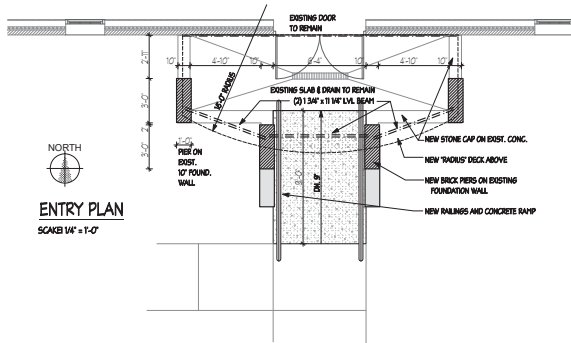 EXISTING DOOR
TO REMAIN
2'-11"
10"
4'-10"
10"
6'-4"
10"
4'-10"
10"
16'-0" RADIUS
EXISTING SLAB & DRAIN TO REMAIN
(2) 1 3/4" x 11 1/4" LVL BEAM
3'-0"
2"
3'-0"
1'-0"
PIER ON
EXIST.
10" FOUND.
WALL
DN. 9"
NEW STONE CAP ON EXIST. CONC.
NEW "RADIUS" DECK ABOVE
NEW BRICK PIERS ON EXISTING
FOUNDATION WALL
NEW RAILINGS AND CONCRETE RAMP
NORTH
ENTRY PLAN
SCALE: 1/4" = 1'-0"